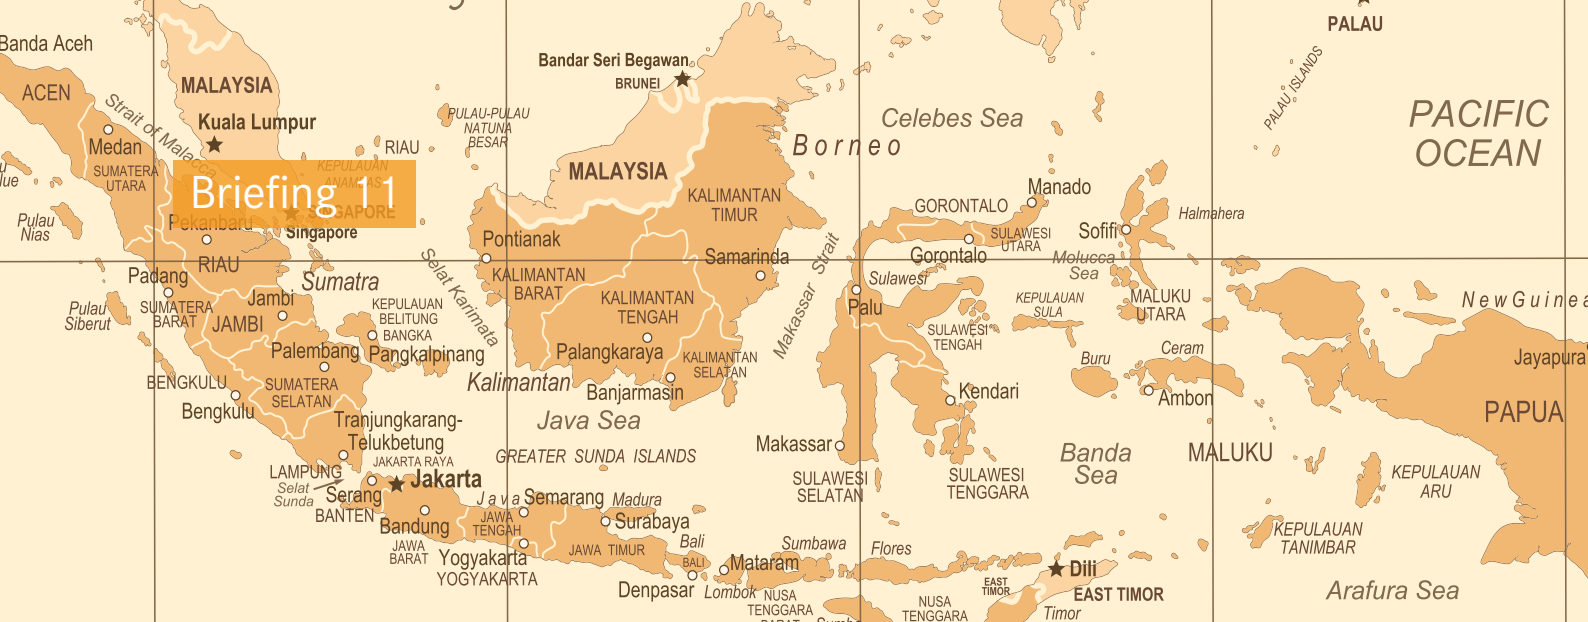 PALAU
Banda Aceh
Bandar Seri Begawan
BRUNEI
MALAYSIA
ACEN
PALAU ISLANDS
Strait of Malacca
Kuala Lumpur
PULAU-PULAU
NATUNA
BESAR
Celebes Sea
PACIFIC
OCEAN
Medan
RIAU
Borneo
SUMATERA
UTARA
KEPULAUAN
ANAMBAS
MALAYSIA
Briefing 11
KALIMANTAN
TIMUR
Manado
GORONTALO
Halmahera
Pulau
Nias
Pekanbaru
SINGAPORE
Singapore
Pontianak
SULAWESI
UTARA
Sofifi
RIAU
Selat Karimata
Samarinda
Makassar Strait
Gorontalo
Molucca
Sea
Padang
Sumatra
KALIMANTAN
BARAT
Sulawesi
Pulau
Siberut
SUMATERA
BARAT
Jambi
JAMBI
KEPULAUAN
BELITUNG
BANGKA
KALIMANTAN
TENGAH
Palu
KEPULAUAN
SULA
MALUKU
UTARA
NewGuinea
SULAWESI
TENGAH
Palembang
Pangkalpinang
Palangkaraya
KALIMANTAN
SELATAN
Buru
Ceram
Jayapura
BENGKULU
SUMATERA
SELATAN
Kalimantan
Banjarmasin
Kendari
Ambon
Bengkulu
Tranjungkarang-
Telukbetung
Java Sea
PAPUA
Makassar
Banda
Sea
MALUKU
JAKARTA RAYA
GREATER SUNDA ISLANDS
LAMPUNG
Selat
Sunda
Jakarta
SULAWESI
SELATAN
SULAWESI
TENGGARA
KEPULAUAN
ARU
Serang
BANTEN
Java
Semarang
Madura
Bandung
JAWA
TENGAH
Surabaya
KEPULAUAN
TANIMBAR
JAWA
BARAT
Yogyakarta
YOGYAKARTA
JAWA TIMUR
Bali
BALI
Sumbawa
Flores
Mataram
Dili
Denpasar
Lombok
NUSA
TENGGARA
BARAT
EAST
TIMOR
EAST TIMOR
Arafura Sea
NUSA
TENGGARA
Timor